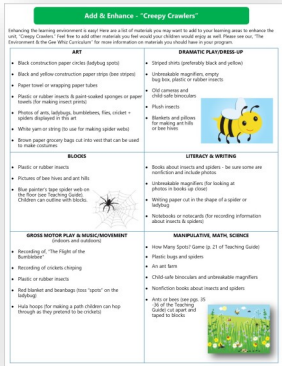 Add & Enhance - "Creepy Crawlers"
Enhancing the learning environment is easy! Here are a list of materials you may want to add to your learning areas to enhance the
unit, "Creepy Crawlers" Feel free to add other materials you feel would your children would enjoy as well. Please see our, "The
Environment & the Gee Whiz Curriculum" for more information on materials you should have in your program.
ART
• Black construction paper circles (ladybug spots)
• Black and yellow construction paper strips (bee stripes)
• Paper towel or wrapping paper tubes
• Plastic or rubber insects & paint-soaked sponges or paper
towels (for making insect prints)
• Photos of ants, ladybugs, bumblebees, flies, cricket +
spiders displayed in this art
• White yarn or string (to use for making spider webs)
• Brown paper grocery bags cut into vest that can be used
to make costumes
DRAMATIC PLAY/DRESS-UP
• Striped shirts (preferably black and yellow)
• Unbreakable magnifiers, empty
bug box, plastic or rubber insects
• Old cameras and
child-safe binoculars
• Plush insects
• Blankets and pillows
for making ant hills
or bee hives
BLOCKS
• Plastic or rubber insects
• Pictures of bee hives and ant hills
• Blue painter's tape spider web on
the floor (see Teaching Guide).
Children can outline with blocks.
LITERACY & WRITING
• Books about insects and spiders - be sure some are
nonfiction and include photos
• Unbreakable magnifiers (for looking at
photos in books up close)
• Writing paper cut in the shape of a spider or
ladybug
• Notebooks or notecards (for recording information
about insects & spiders)
GROSS MOTOR PLAY & MUSIC/MOVEMENT
(indoors and outdoors)
• Recording of, "The Flight of the
Bumblebee"
• Recording of crickets chirping
• Plastic or rubber insects
• Red blanket and beanbags (toss "spots" on the
ladybug)
• Hula hoops (for making a path children can hop
through as they pretend to be crickets)
MANIPULATIVE, MATH, SCIENCE
• How Many Spots? Game (p. 21 of Teaching Guide)
• Plastic bugs and spiders
• An ant farm
• Child-safe binoculars and unbreakable magnifiers
• Nonfiction books about insects and spiders
• Ants or bees (see pgs. 35
-36 of the
Teaching Guide) cut apart and
taped to blocks